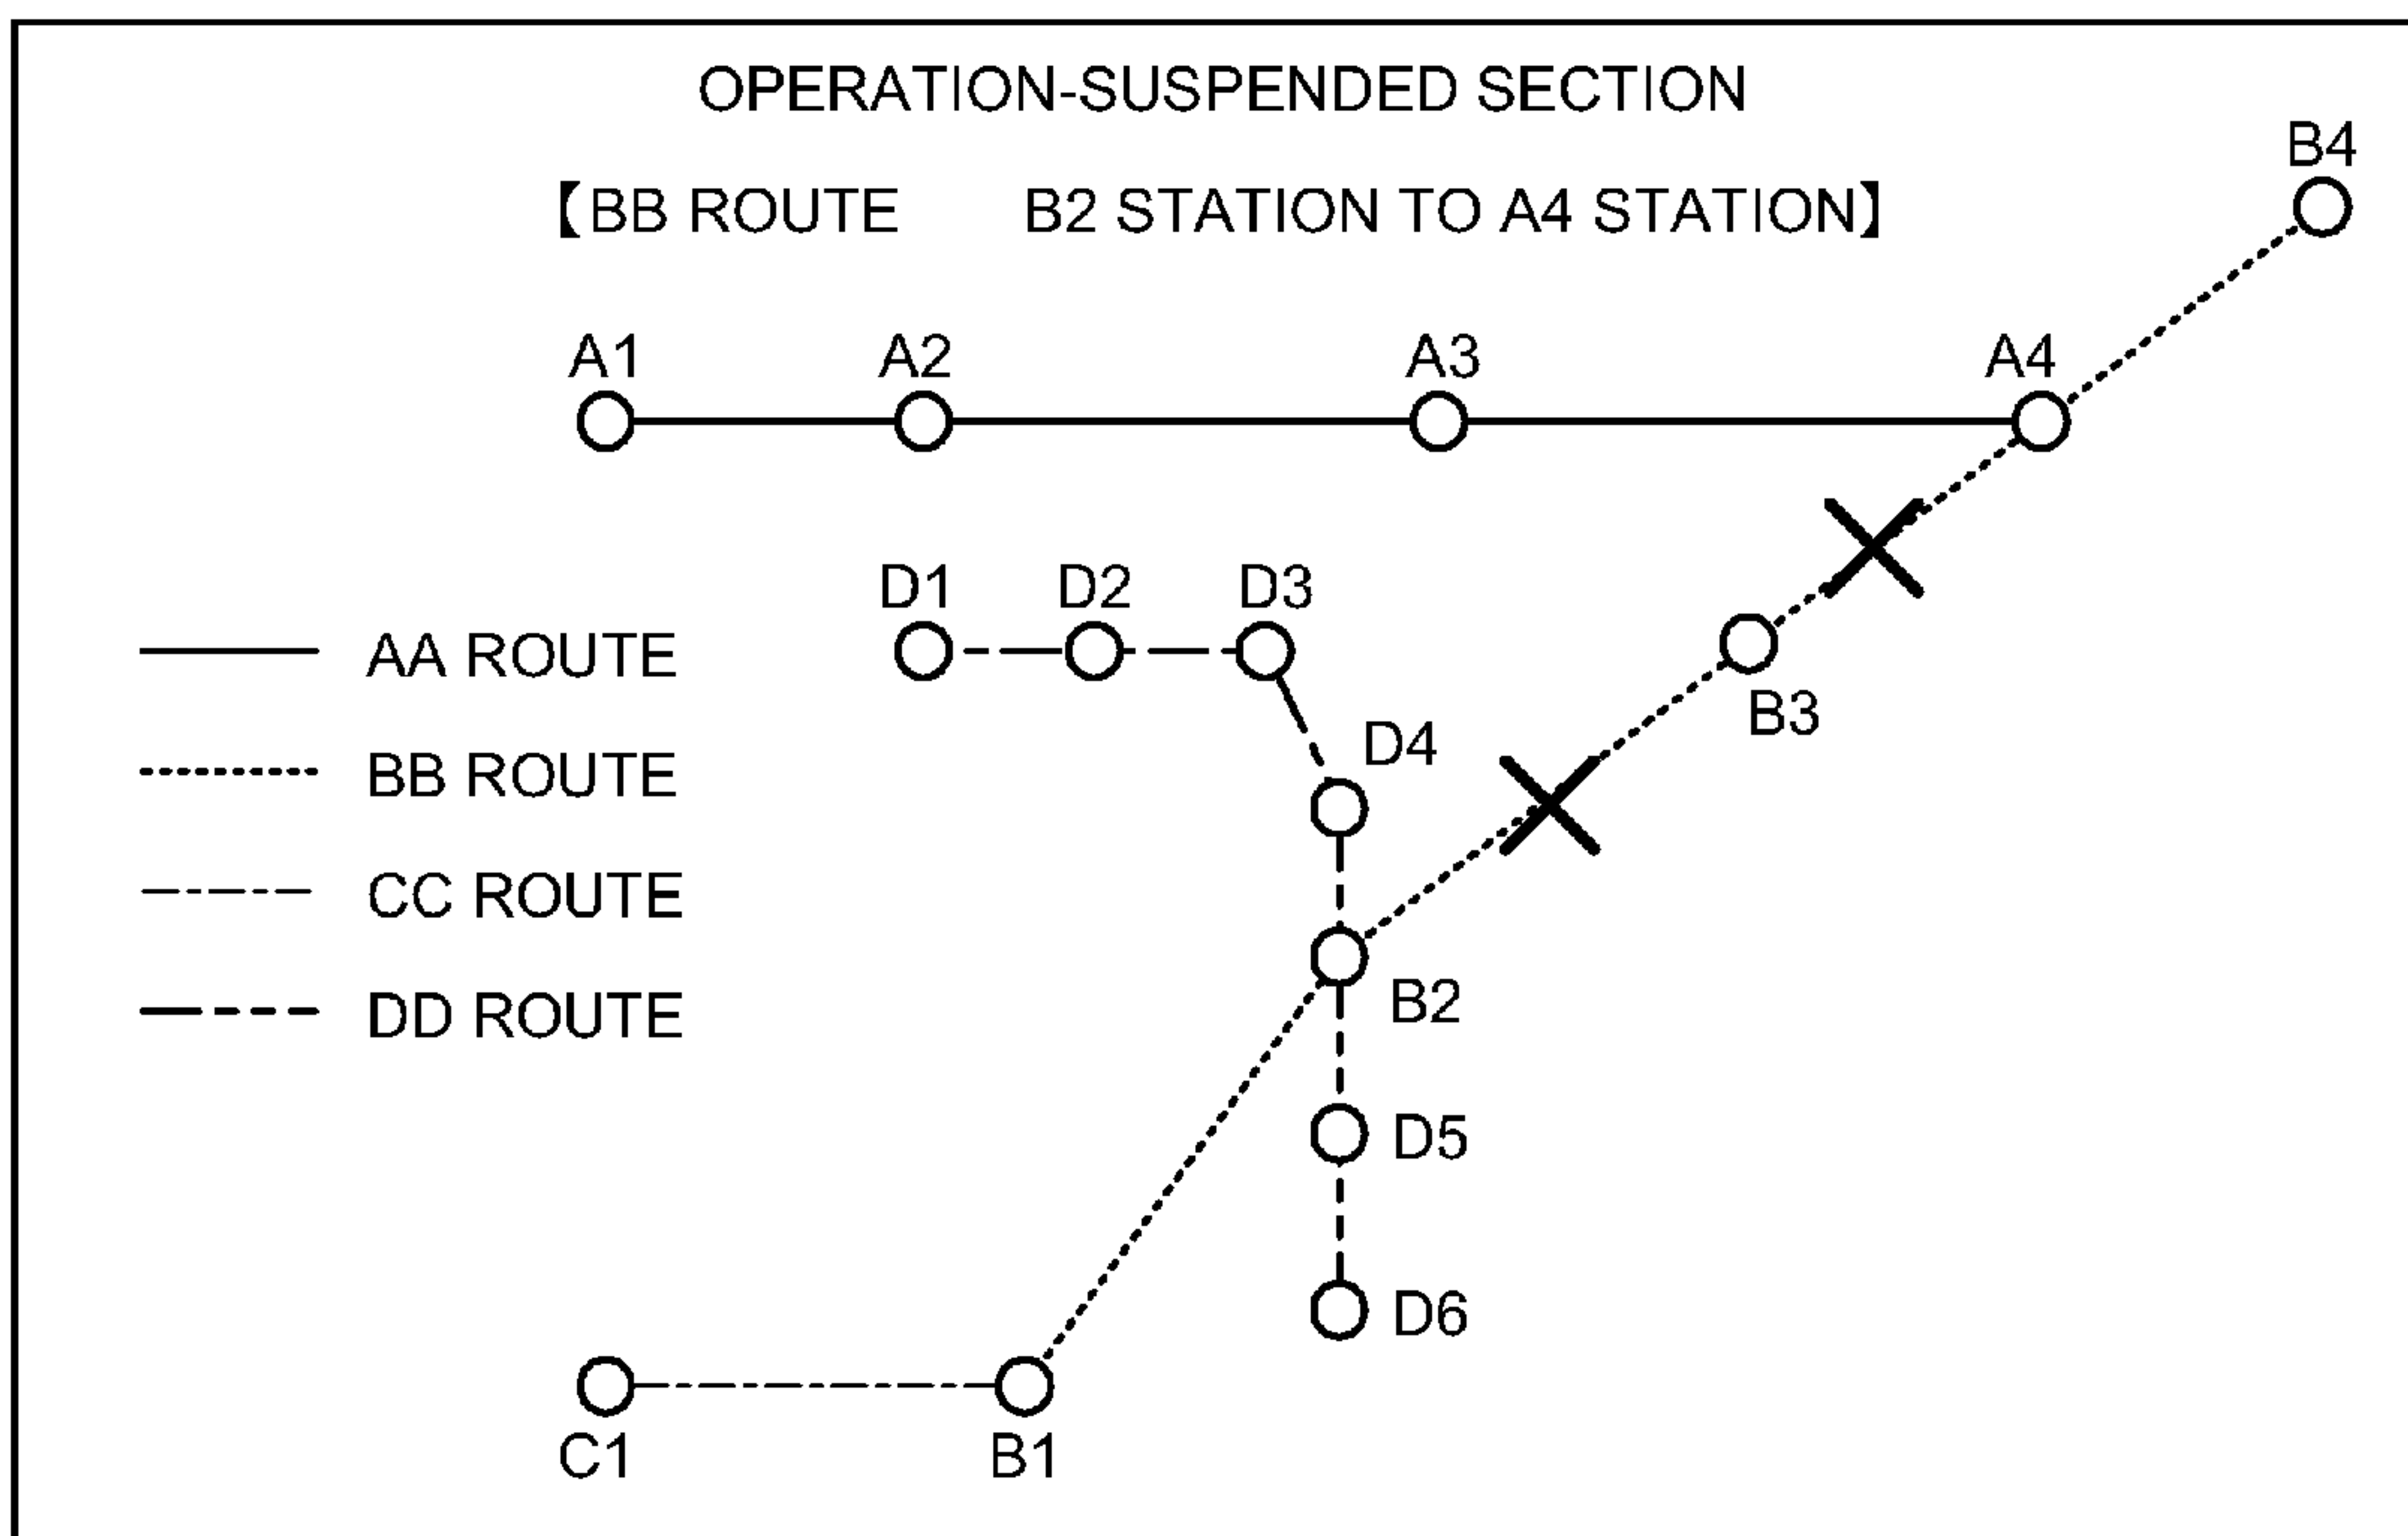 OPERATION-SUSPENDED SECTION
【BB ROUTE B2 STATION TO A4 STATION】
B4
A1 A2 A3 A4
D1 D2 D3
AA ROUTE
B3
D4
BB ROUTE
CC ROUTE
B2
DD ROUTE
D5
D6
C1 B1